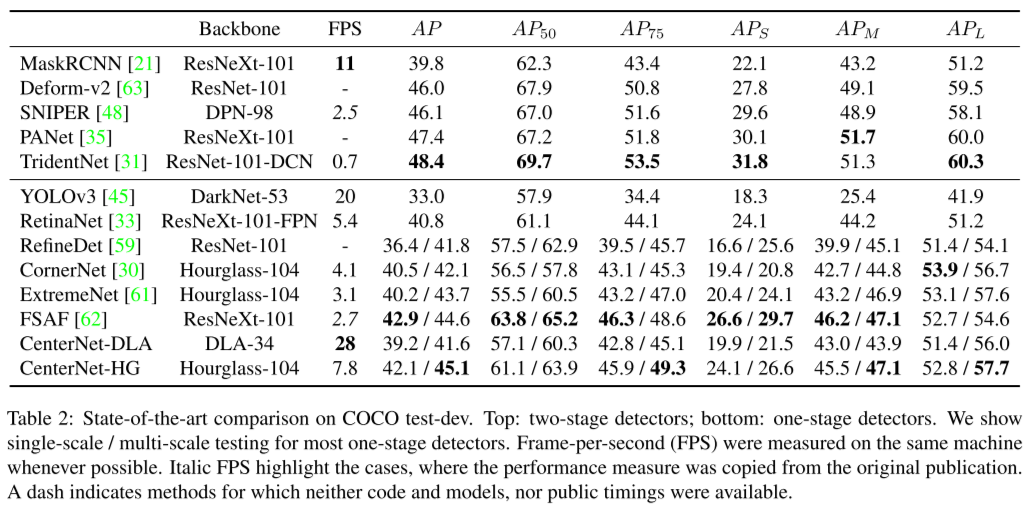 Backbone FPS AP AP50 AP75 APS APM APL
MaskRCNN [21] ResNeXt-101 11 39.8 62.3 43.4 22.1 43.2 51.2
Deform-v2 [63] ResNet-101 - 46.0 67.9 50.8 27.8 49.1 59.5
SNIPER [48] DPN-98 2.5 46.1 67.0 51.6 29.6 48.9 58.1
PANet [35] ResNeXt-101 - 47.4 67.2 51.8 30.1 51.7 60.0
TridentNet [31] ResNet-101-DCN 0.7 48.4 69.7 53.5 31.8 51.3 60.3
YOLOv3 [45] DarkNet-53 20 33.0 57.9 34.4 18.3 25.4 41.9
RetinaNet [33] ResNeXt-101-FPN 5.4 40.8 61.1 44.1 24.1 44.2 51.2
RefineDet [59] ResNet-101 - 36.4 / 41.8 57.5 / 62.9 39.5 / 45.7 16.6 / 25.6 39.9 / 45.1 51.4 / 54.1
CornerNet [30] Hourglass-104 4.1 40.5 / 42.1 56.5 / 57.8 43.1 / 45.3 19.4 / 20.8 42.7 / 44.8 53.9 / 56.7
ExtremeNet [61] Hourglass-104 3.1 40.2 / 43.7 55.5 / 60.5 43.2 / 47.0 20.4 / 24.1 43.2 / 46.9 53.1 / 57.6
FSAF [62] ResNeXt-101 2.7 42.9 / 44.6 63.8 / 65.2 46.3 / 48.6 26.6 / 29.7 46.2 / 47.1 52.7 / 54.6
CenterNet-DLA DLA-34 28 39.2 / 41.6 57.1 / 60.3 42.8 / 45.1 19.9 / 21.5 43.0 / 43.9 51.4 / 56.0
CenterNet-HG Hourglass-104 7.8 42.1 / 45.1 61.1 / 63.9 45.9 / 49.3 24.1 / 26.6 45.5 / 47.1 52.8 / 57.7
Table 2: State-of-the-art comparison on COCO test-dev. Top: two-stage detectors; bottom: one-stage detectors. We show
single-scale / multi-scale testing for most one-stage detectors. Frame-per-second (FPS) were measured on the same machine
whenever possible. Italic FPS highlight the cases, where the performance measure was copied from the original publication.
A dash indicates methods for which neither code and models, nor public timings were available.